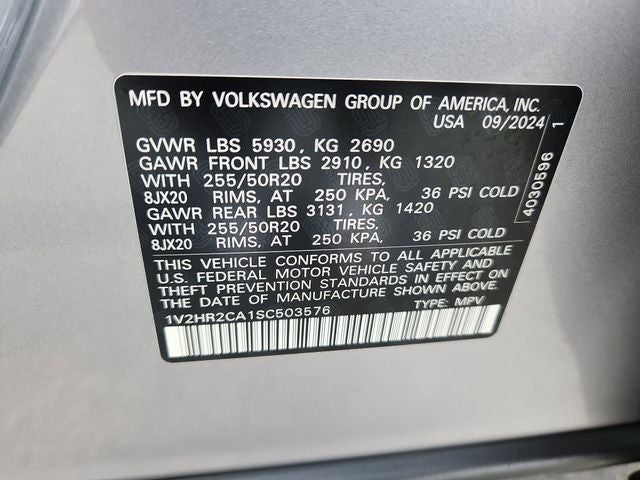 MFD BY VOLKSWAGEN GROUP OF AMERICA, INC.
USA 09/2024
GVWR LBS 5930, KG 2690
GAWR FRONT LBS 2910, KG 1320
WITH 255/50R20 TIRES,
8JX20 RIMS, AT 250 KPA, 36 PSI COLD
GAWR REAR LBS 3131, KG 1420
WITH 255/50R20 TIRES,
8JX20 RIMS, AT 250 KPA, 36 PSI COLD
THIS VEHICLE CONFORMS TO ALL APPLICABLE
U.S. FEDERAL MOTOR VEHICLE SAFETY AND
THEFT PREVENTION STANDARDS IN EFFECT
ON THE DATE OF MANUFACTURE SHOWN ABOVE.
1V2HR2CA1SC503576 TYPE: MPV
4030596 1